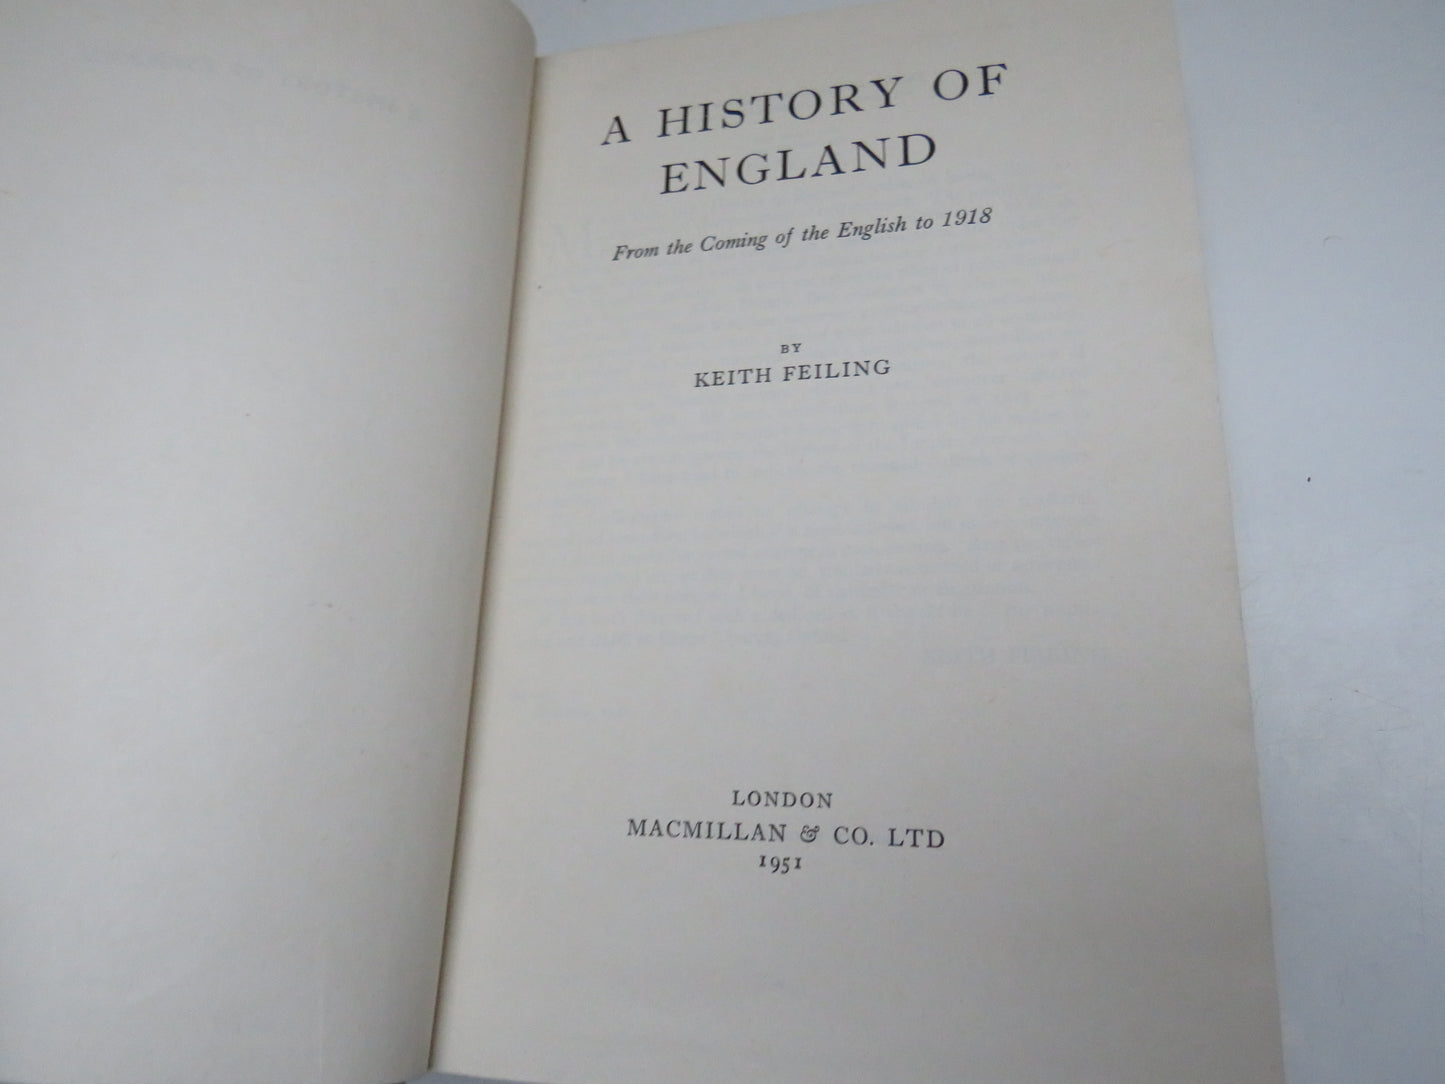 A HISTORY OF
ENGLAND
From the Coming of the English to 1918
BY
KEITH FEILING
LONDON
MACMILLAN & CO. LTD
1951